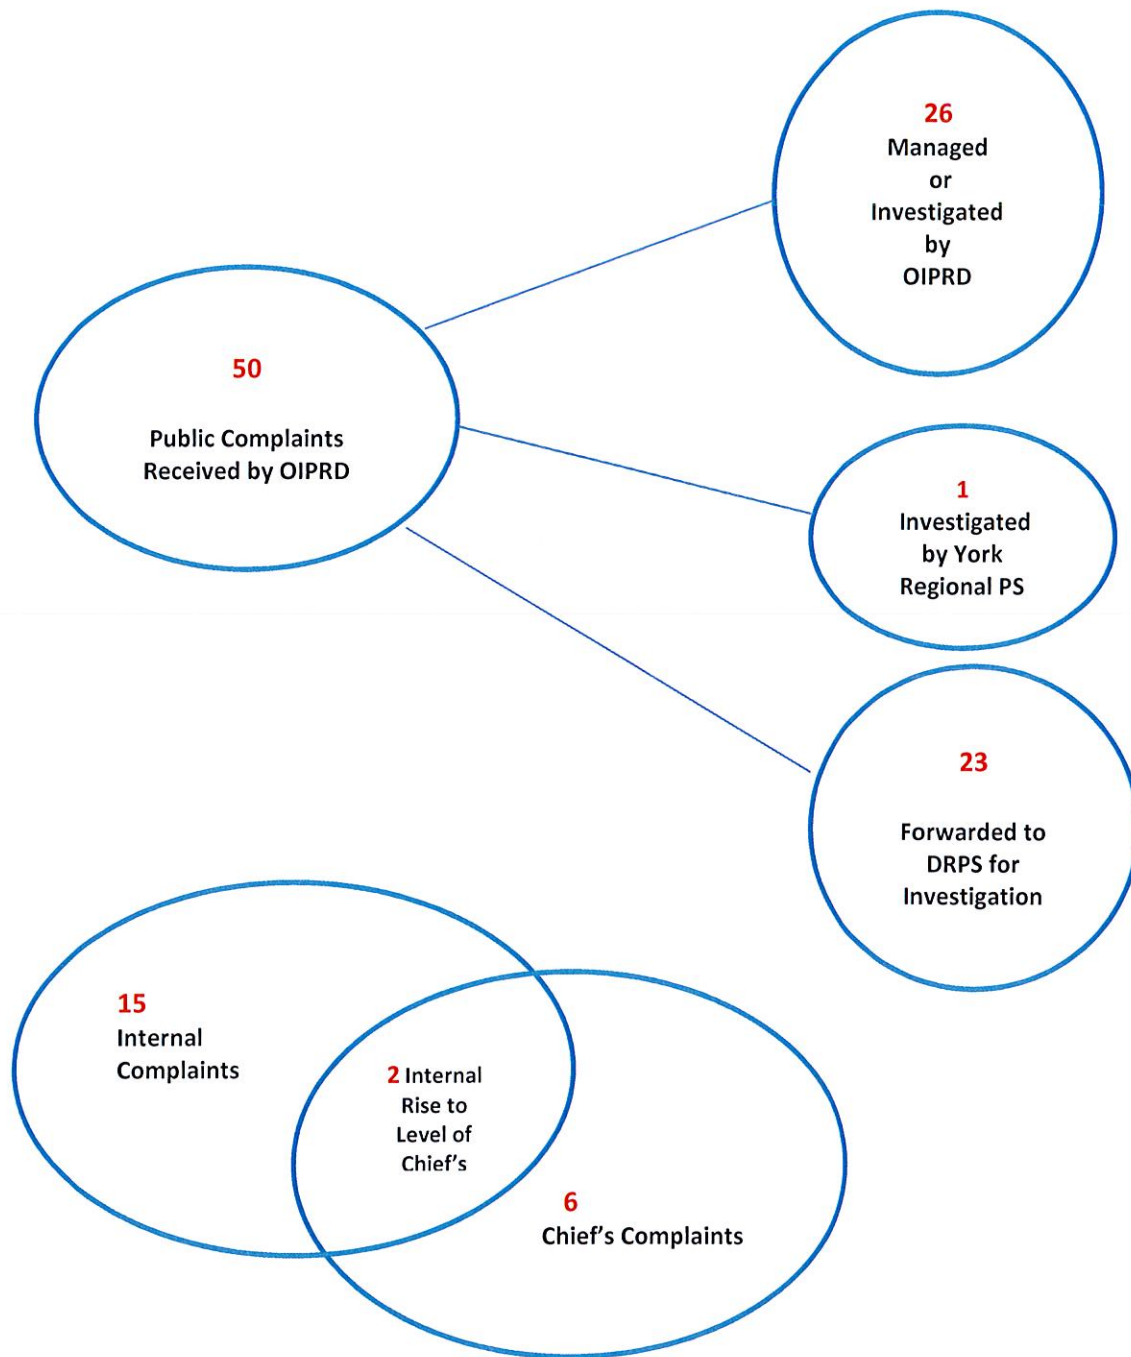 26
Managed
or
Investigated
by
OIPRD
50
Public Complaints
Received by OIPRD
1
Investigated
by York
Regional PS
23
Forwarded to
DRPS for
Investigation
15
Internal
Complaints
2 Internal
Rise to
Level of
Chief's
6
Chief's Complaints